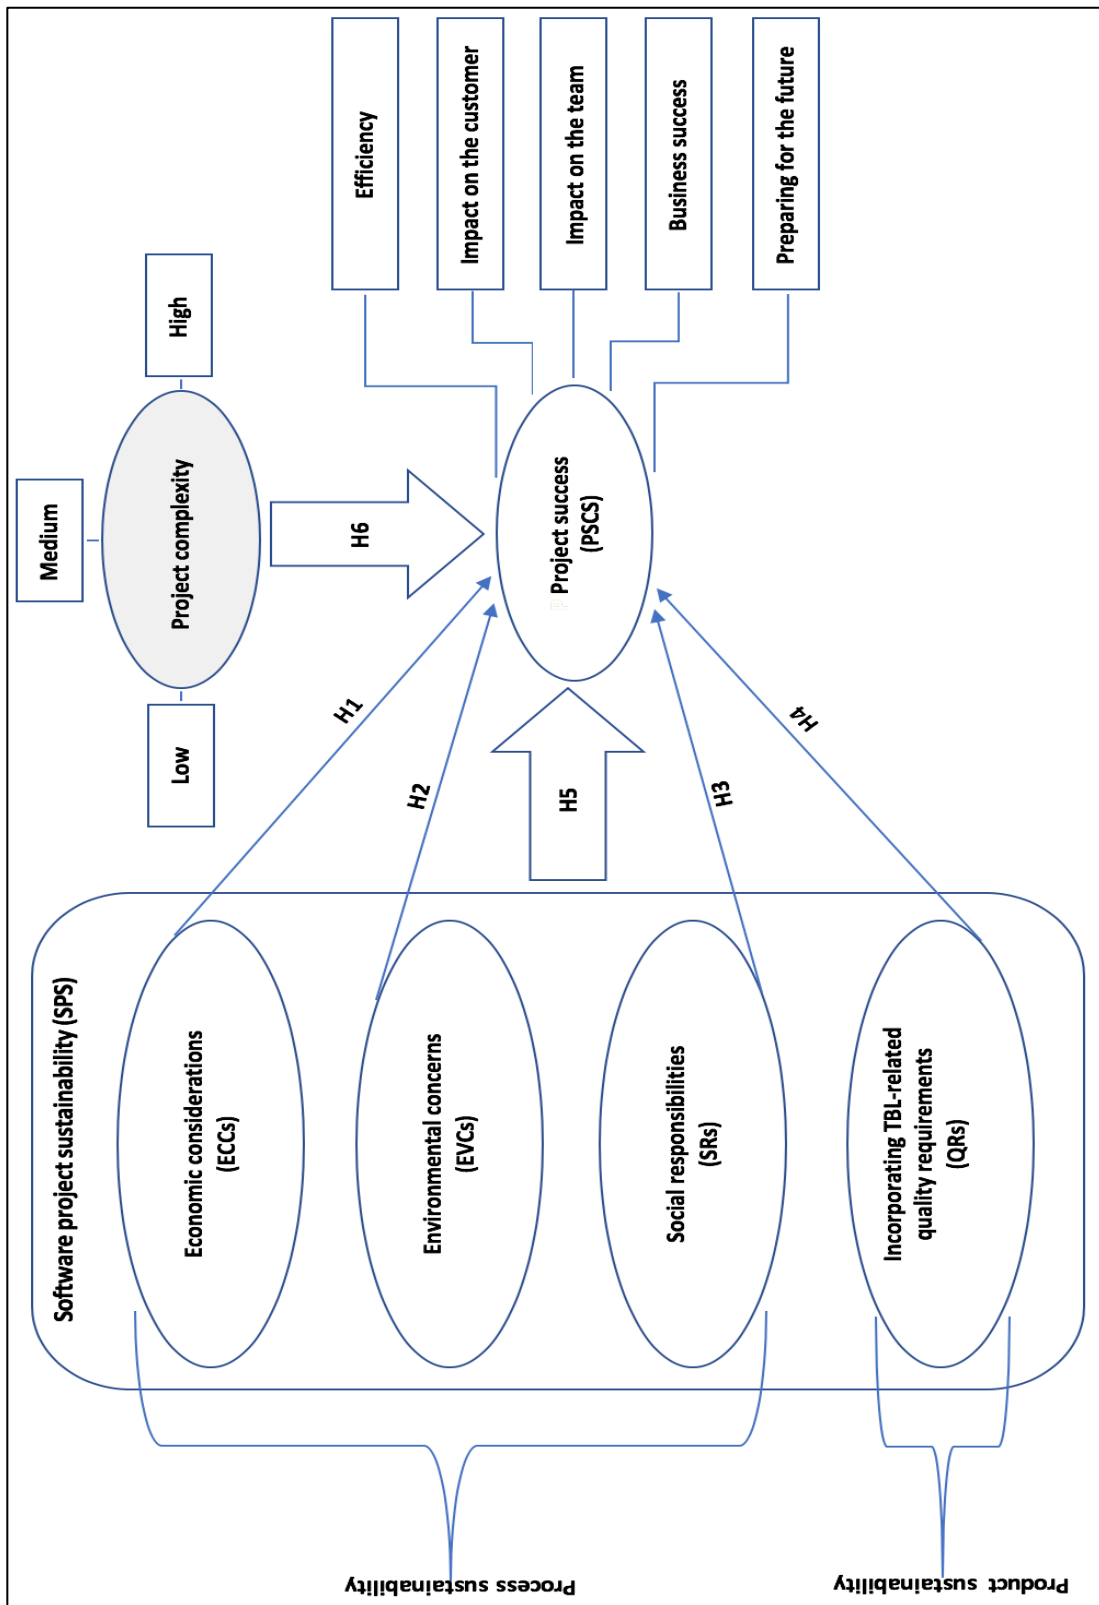 Process sustainability
Product sustainability
Software project sustainability (SPS)
Economic considerations
(ECCs)
Environmental concerns
(EVCs)
Social responsibilities
(SRs)
Incorporating TBL-related
quality requirements
(QRs)
H1
H2
H5
H3
H4
Medium
Low
Project complexity
High
H6
Project success
(PSCS)
Efficiency
Impact on the customer
Impact on the team
Business success
Preparing for the future